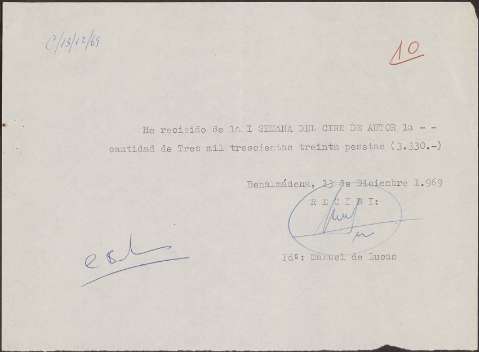 C/13/12/69
10
He recibido de la I SEMANA DEL CINE DE AUTOR la - -
cantidad de Tres mil trescientas treinta pesetas (3.330.-)
Benalmádena, 13 de Diciembre 1.969
R E C I B I :
Fdº: Manuel de Lucas